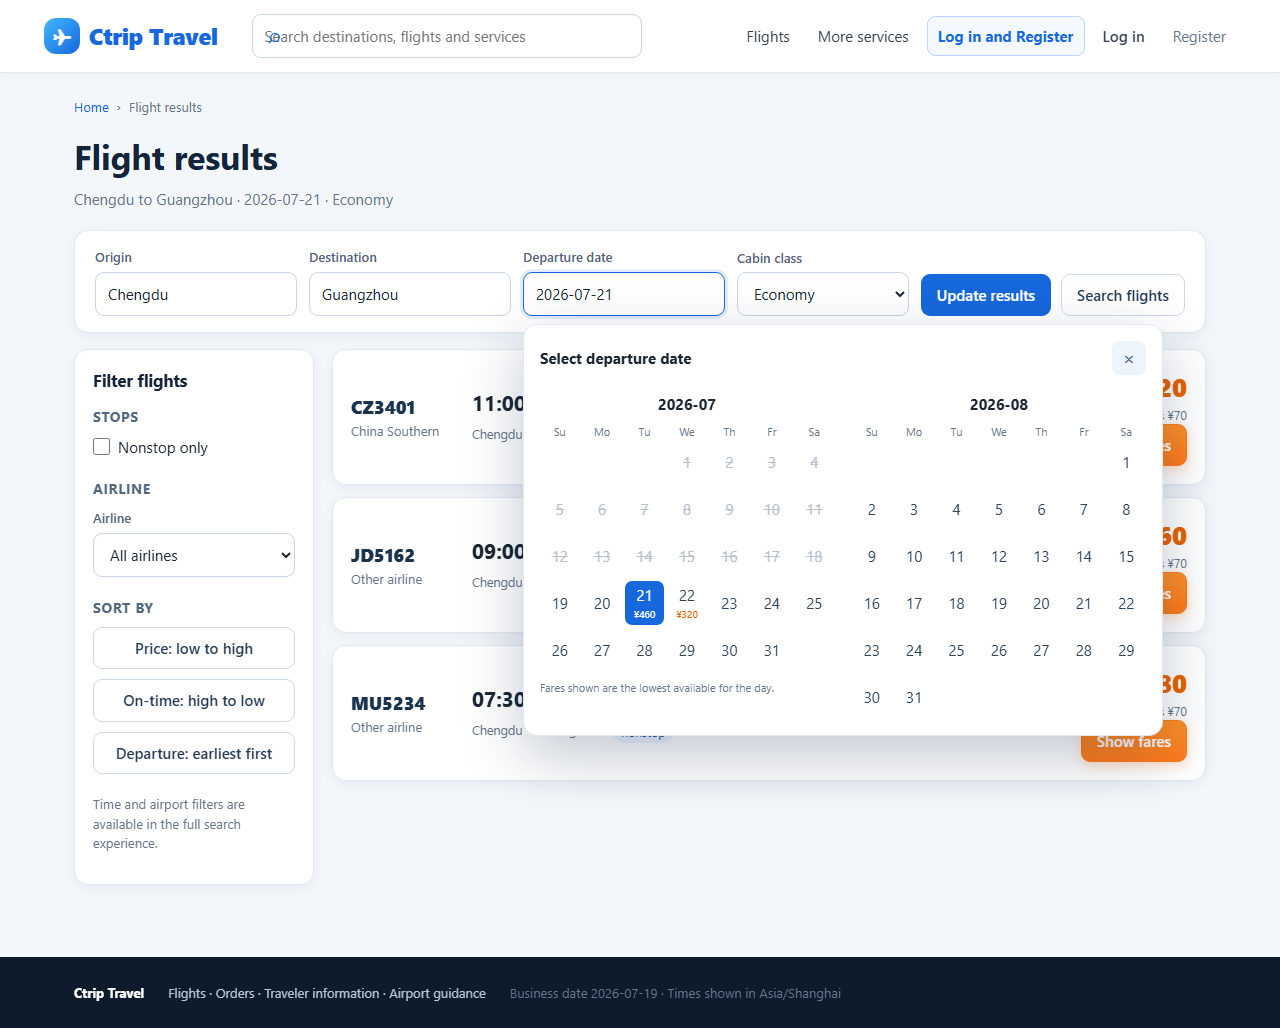 Ctrip Travel
Search destinations, flights and services
Flights
More services
Log in and Register
Log in
Register
Home › Flight results
Flight results
Chengdu to Guangzhou · 2026-07-21 · Economy
Origin
Destination
Departure date
Cabin class
Chengdu
Guangzhou
2026-07-21
Economy
Update results
Search flights
Filter flights
STOPS
Nonstop only
AIRLINE
Airline
All airlines
SORT BY
Price: low to high
On-time: high to low
Departure: earliest first
Time and airport filters are
available in the full search
experience.
CZ3401
China Southern
11:00
Chengdu
20
¥70
JD5162
Other airline
09:00
Chengdu
60
¥70
MU5234
Other airline
07:30
Chengdu
30
¥70
Show fares
Select departure date
×
2026-07
Su Mo Tu We Th Fr Sa
1 2 3 4
5 6 7 8 9 10 11
12 13 14 15 16 17 18
19 20 21 22 23 24 25
¥460 ¥320
26 27 28 29 30 31
Fares shown are the lowest available for the day.
2026-08
Su Mo Tu We Th Fr Sa
1
2 3 4 5 6 7 8
9 10 11 12 13 14 15
16 17 18 19 20 21 22
23 24 25 26 27 28 29
30 31
Ctrip Travel
Flights · Orders · Traveler information · Airport guidance
Business date 2026-07-19 · Times shown in Asia/Shanghai